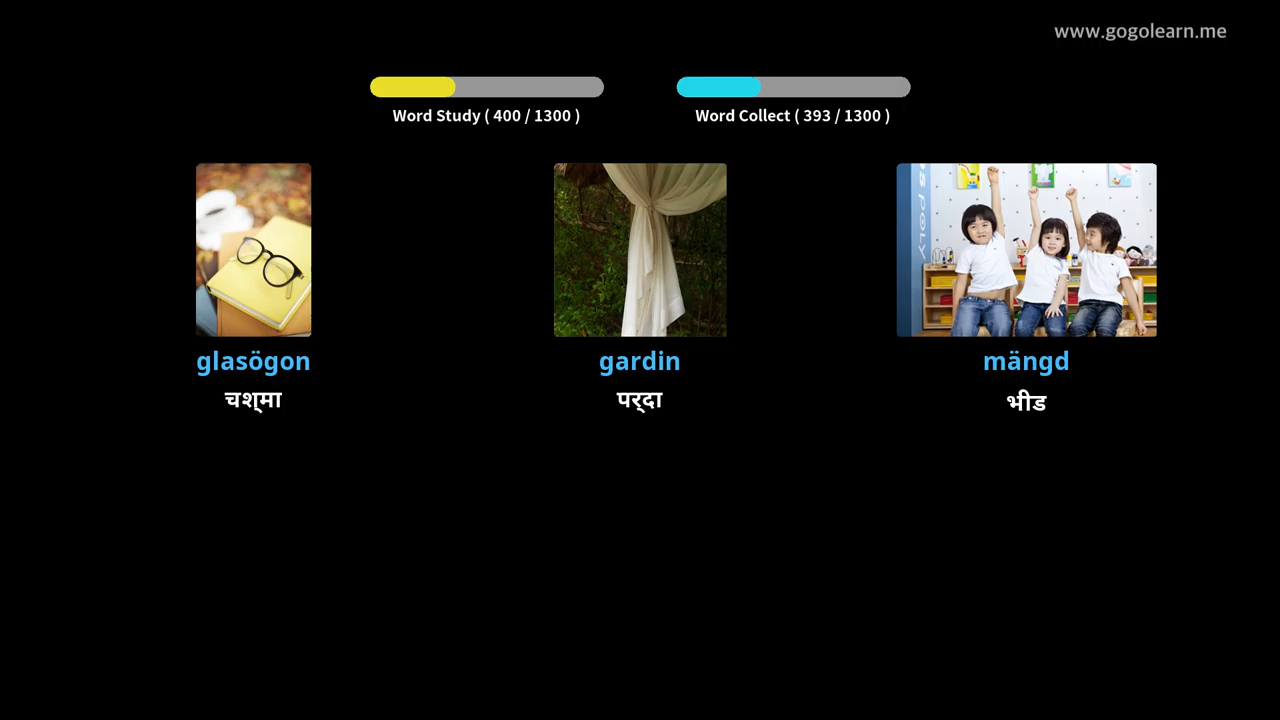 www.gogolearn.me
Word Study ( 400 / 1300 )
Word Collect ( 393 / 1300 )
glasögon
gardin
mängd
चश्‌मा
पर्‌दा
भीड